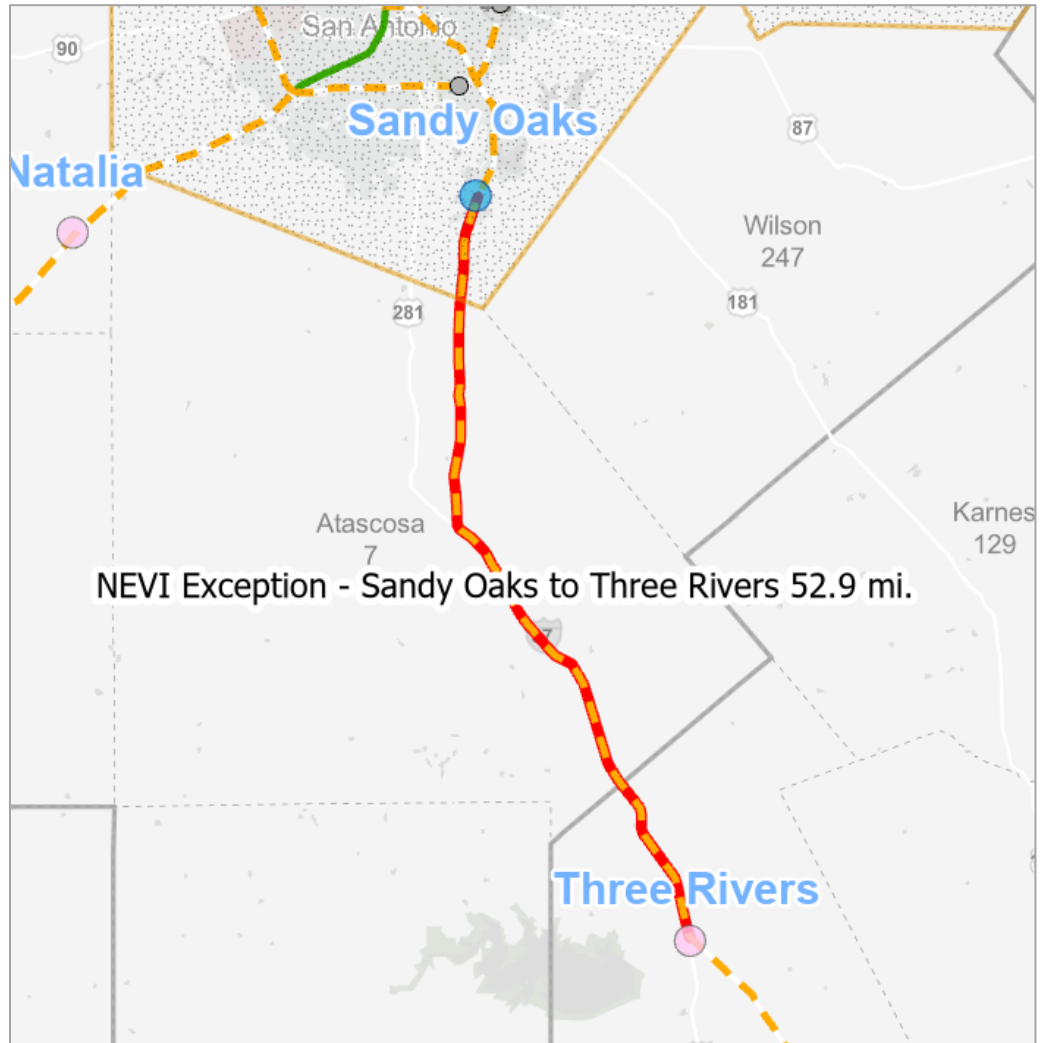 San Antonio
90
Sandy Oaks
87
Natalia
Wilson
247
181
281
Atascosa
7
Karnes
129
NEVI Exception - Sandy Oaks to Three Rivers 52.9 mi.
Three Rivers